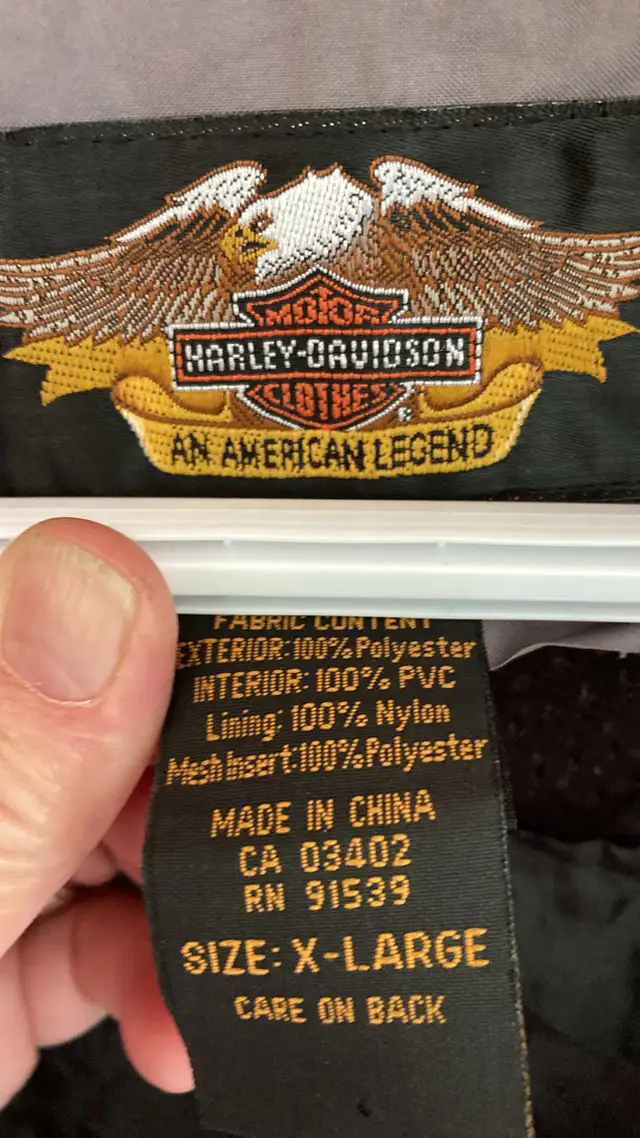 MOTOR
HARLEY-DAVIDSON
CLOTHES
®
AN AMERICAN LEGEND
FABRIC CONTENT
EXTERIOR:100% Polyester
INTERIOR: 100% PVC
Lining: 100% Nylon
Mesh Insert:100%Polyester
MADE IN CHINA
CA 03402
RN 91539
SIZE: X-LARGE
CARE ON BACK